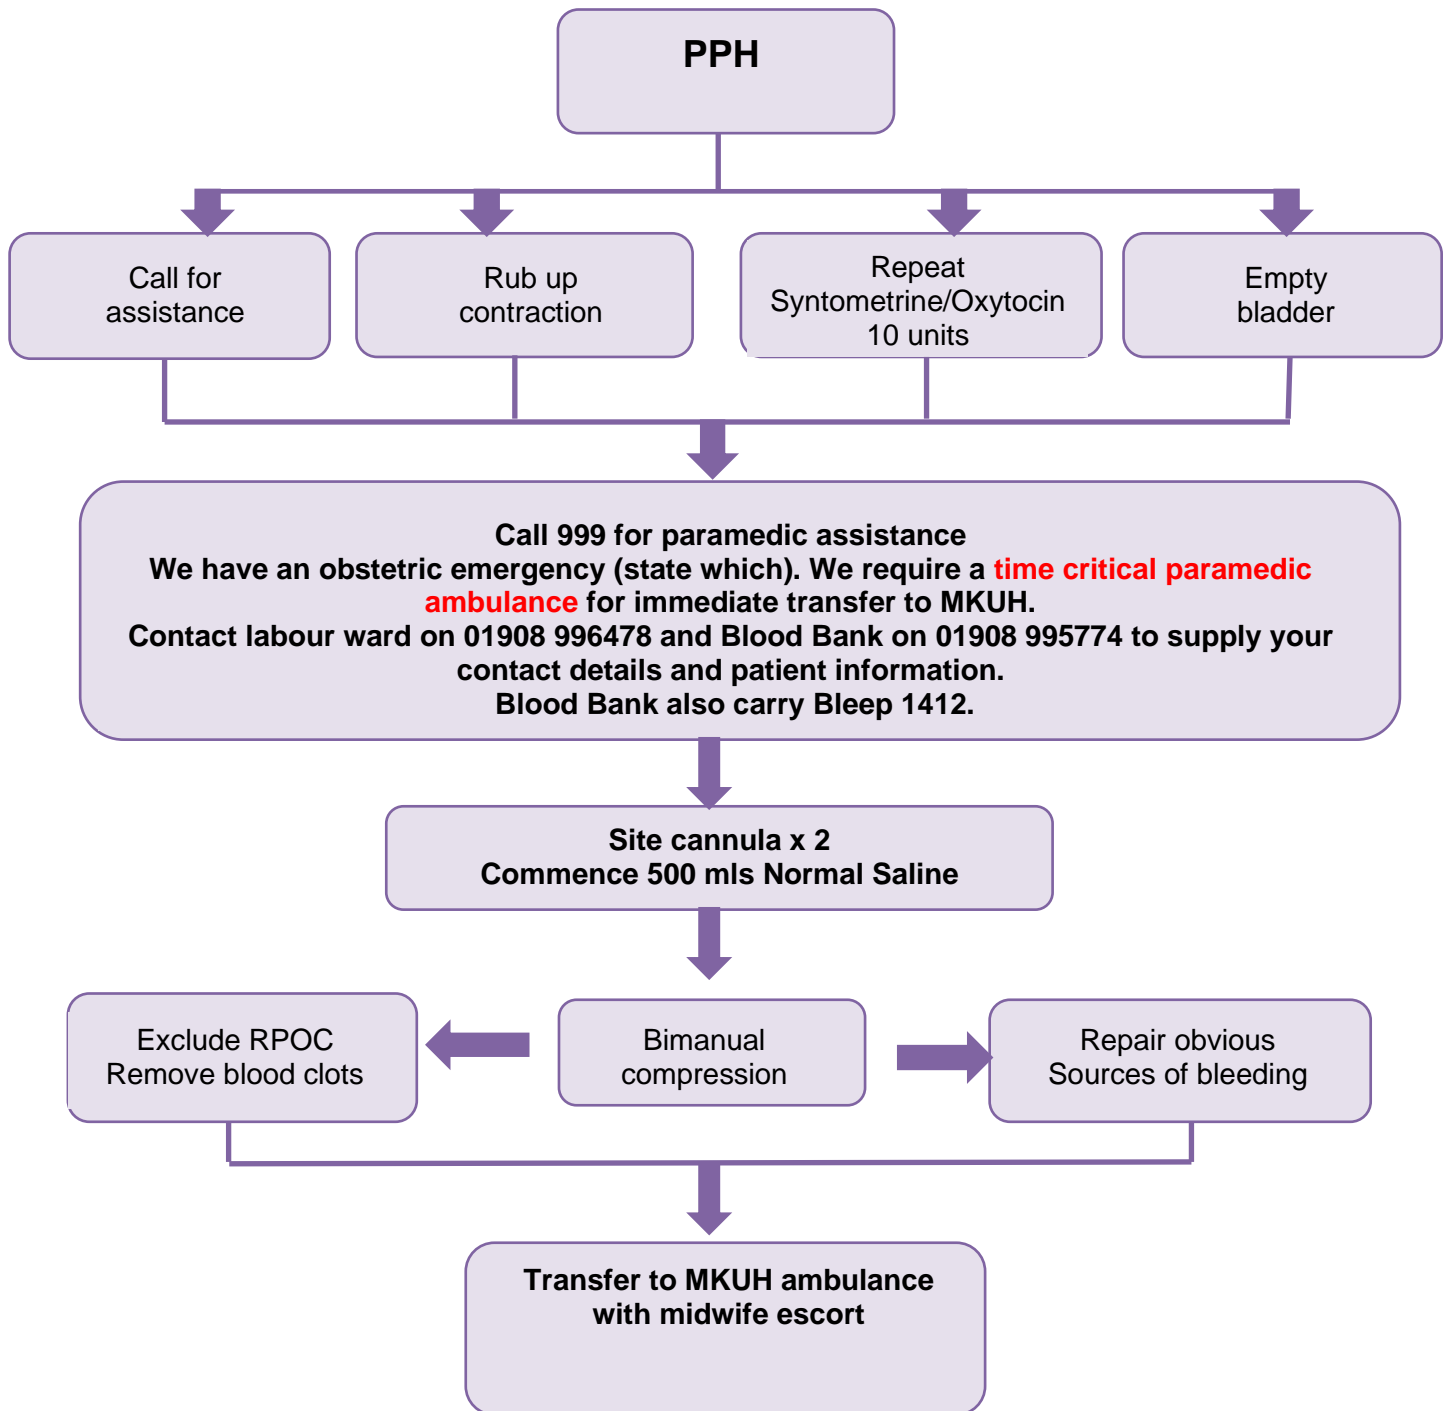 PPH
Call for
assistance
Rub up
contraction
Repeat
Syntometrine/Oxytocin
10 units
Empty
bladder
Call 999 for paramedic assistance
We have an obstetric emergency (state which). We require a time critical paramedic
ambulance for immediate transfer to MKUH.
Contact labour ward on 01908 996478 and Blood Bank on 01908 995774 to supply your
contact details and patient information.
Blood Bank also carry Bleep 1412.
Site cannula x 2
Commence 500 mls Normal Saline
Exclude RPOC
Remove blood clots
Bimanual
compression
Repair obvious
Sources of bleeding
Transfer to MKUH ambulance
with midwife escort